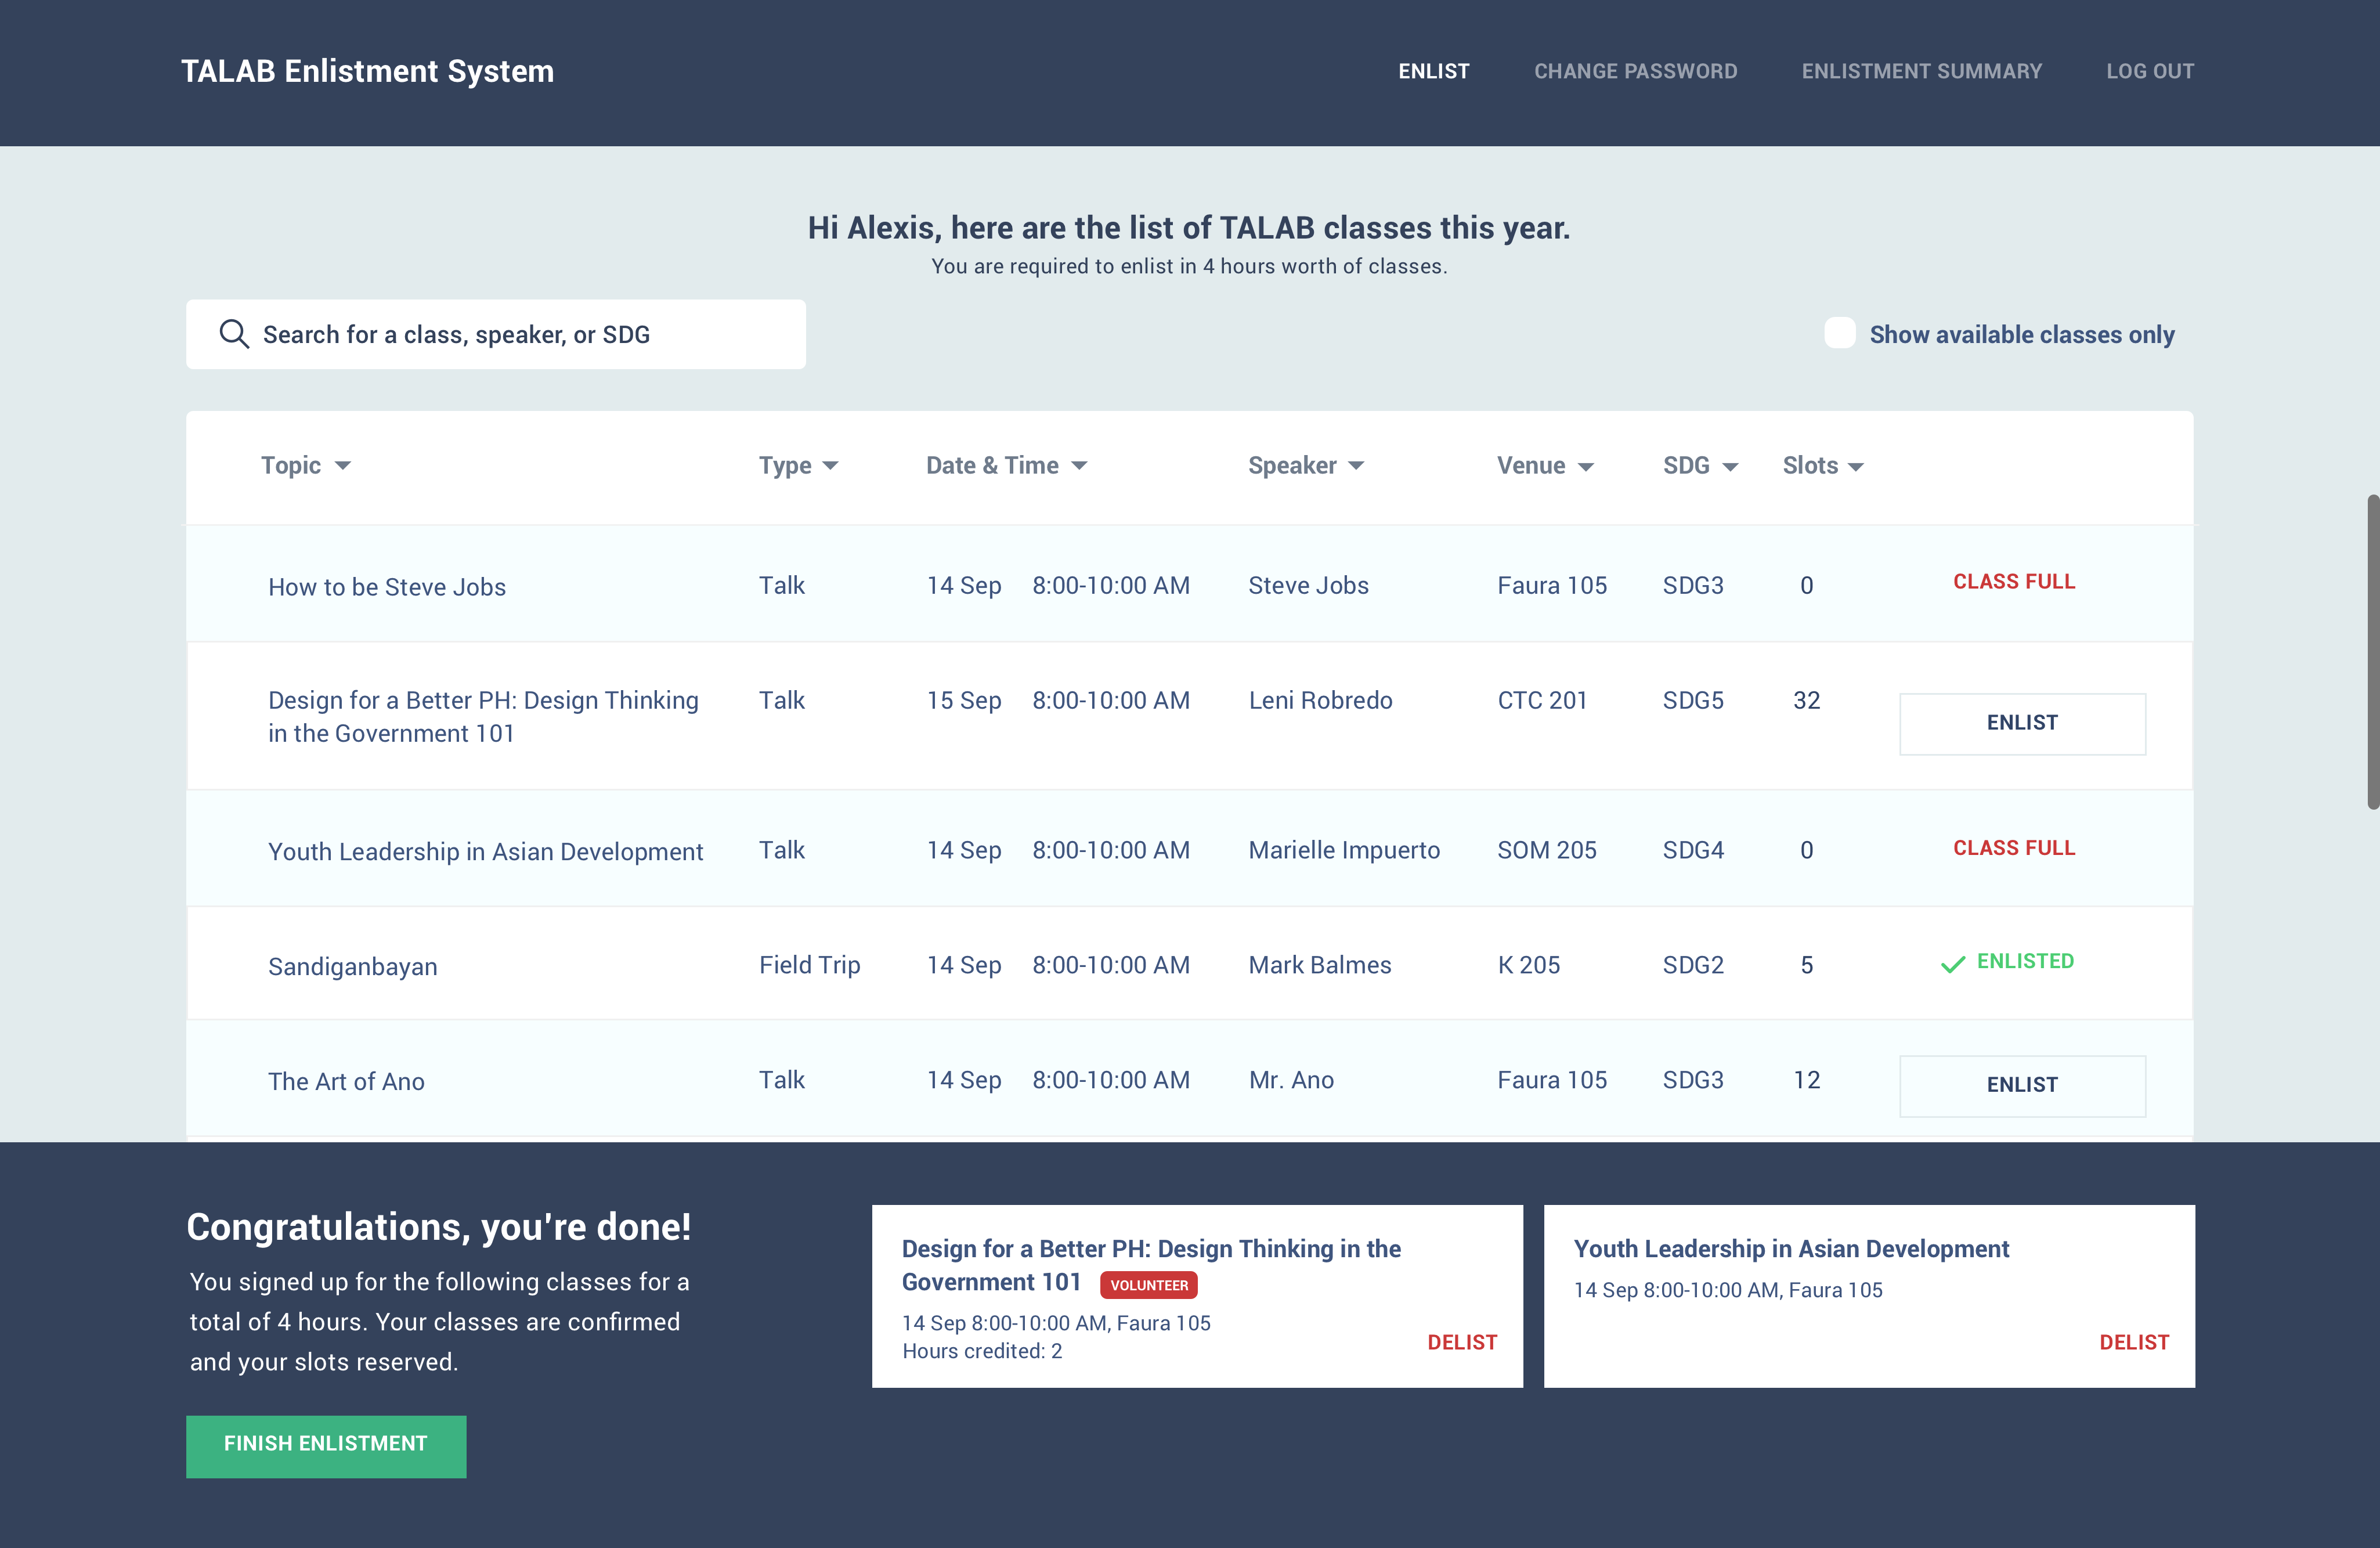 TALAB Enlistment System
ENLIST CHANGE PASSWORD ENLISTMENT SUMMARY LOG OUT
Hi Alexis, here are the list of TALAB classes this year.
You are required to enlist in 4 hours worth of classes.
Search for a class, speaker, or SDG
Show available classes only
Topic Type Date & Time Speaker Venue SDG Slots
How to be Steve Jobs Talk 14 Sep 8:00-10:00 AM Steve Jobs Faura 105 SDG3 0 CLASS FULL
Design for a Better PH: Design Thinking Talk 15 Sep 8:00-10:00 AM Leni Robredo CTC 201 SDG5 32
in the Government 101
ENLIST
Youth Leadership in Asian Development Talk 14 Sep 8:00-10:00 AM Marielle Impuerto SOM 205 SDG4 0 CLASS FULL
Sandiganbayan Field Trip 14 Sep 8:00-10:00 AM Mark Balmes K 205 SDG2 5 ENLISTED
The Art of Ano Talk 14 Sep 8:00-10:00 AM Mr. Ano Faura 105 SDG3 12 ENLIST
Congratulations, you're done!
You signed up for the following classes for a
total of 4 hours. Your classes are confirmed
and your slots reserved.
FINISH ENLISTMENT
Design for a Better PH: Design Thinking in the
Government 101 VOLUNTEER
14 Sep 8:00-10:00 AM, Faura 105
Hours credited: 2
DELIST
Youth Leadership in Asian Development
14 Sep 8:00-10:00 AM, Faura 105
DELIST